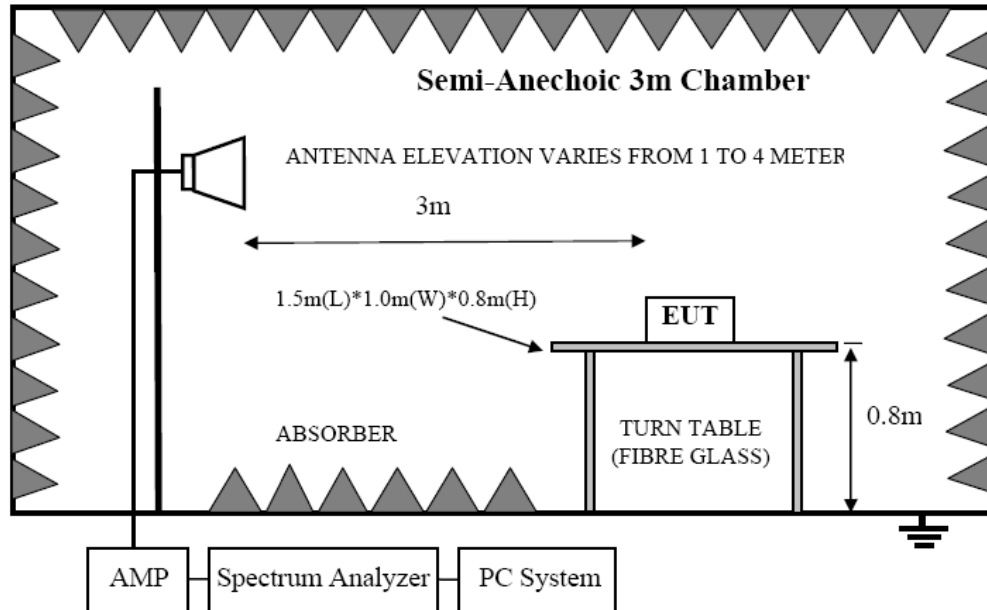 Semi-Anechoic 3m Chamber
ANTENNA ELEVATION VARIES FROM 1 TO 4 METER
3m
1.5m(L)*1.0m(W)*0.8m(H)
EUT
0.8m
ABSORBER
TURN TABLE
(FIBRE GLASS)
AMP
Spectrum Analyzer
PC System